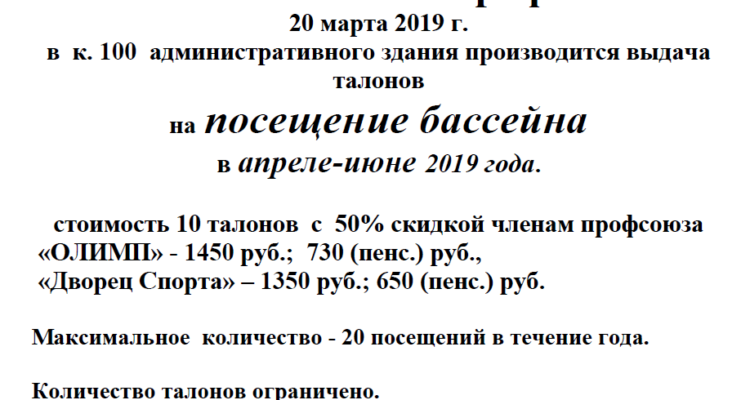 20 марта 2019 г.
в к. 100 административного здания производится выдача
талонов
на посещение бассейна
в апреле-июне 2019 года.
стоимость 10 талонов с 50% скидкой членам профсоюза
«ОЛИМП» - 1450 руб.; 730 (пенс.) руб.,
«Дворец Спорта» – 1350 руб.; 650 (пенс.) руб.
Максимальное количество - 20 посещений в течение года.
Количество талонов ограничено.